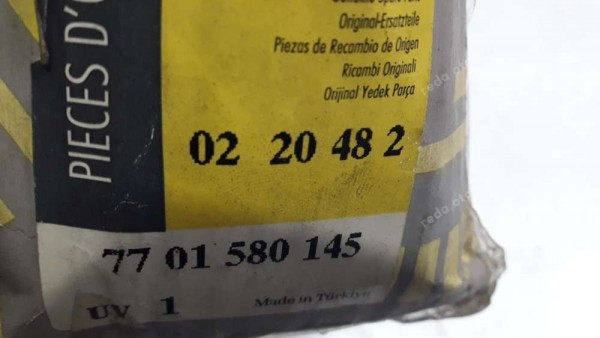 PIECES D'O
Original-Ersatzteile
Piezas de Recambio de Origen
Ricambi Originali
Orijinal Yedek Parça
02 20 48 2
77 01 580 145
UV 1
Made in Türkiye